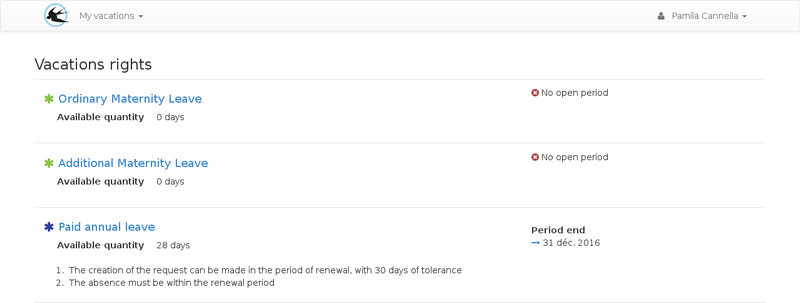 My vacations
Pamila Cannella
Vacations rights
Ordinary Maternity Leave
No open period
Available quantity 0 days
Additional Maternity Leave
No open period
Available quantity 0 days
Paid annual leave
Period end
Available quantity 28 days
31 déc. 2016
1. The creation of the request can be made in the period of renewal, with 30 days of tolerance
2. The absence must be within the renewal period